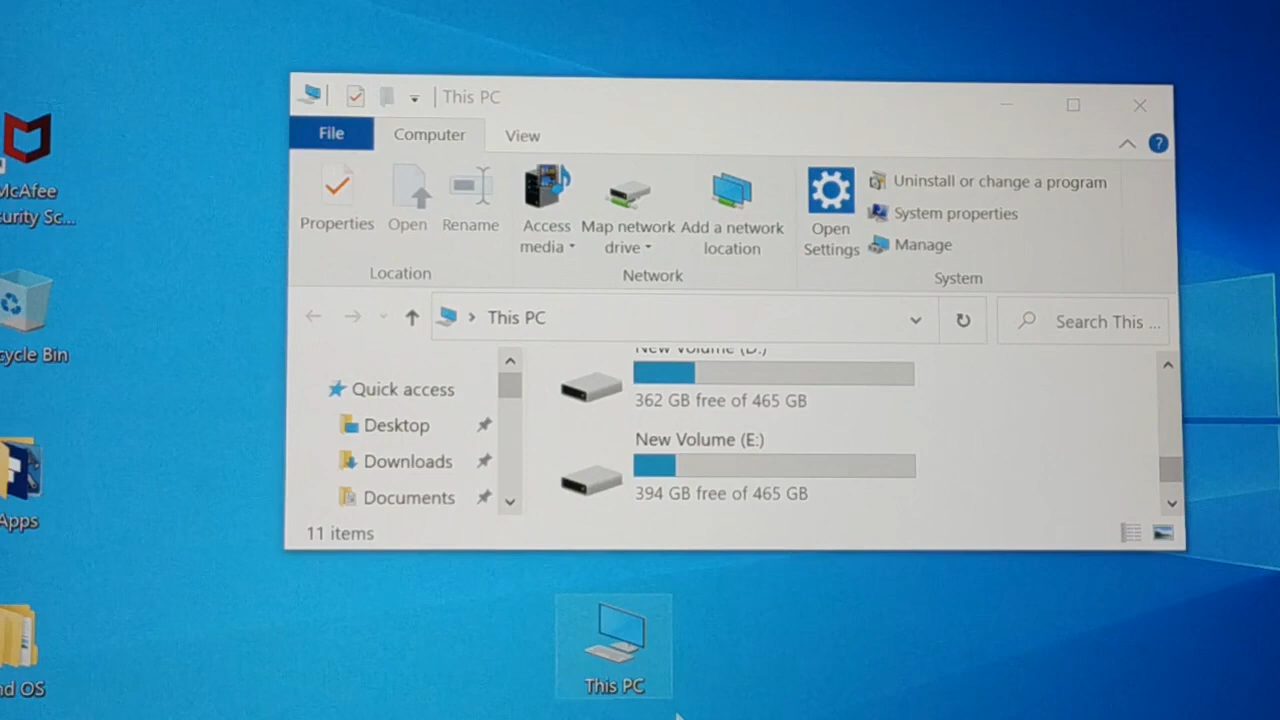 This PC
File
Computer
View
?
Properties
Open
Rename
Access
media
Map network
drive
Add a network
location
Open
Settings
Uninstall or change a program
System properties
Manage
Location
Network
System
This PC
Search This ...
Quick access
Desktop
Downloads
Documents
New Volume (D:)
362 GB free of 465 GB
New Volume (E:)
394 GB free of 465 GB
11 items
McAfee
urity Sc...
cycle Bin
Apps
nd OS
This PC